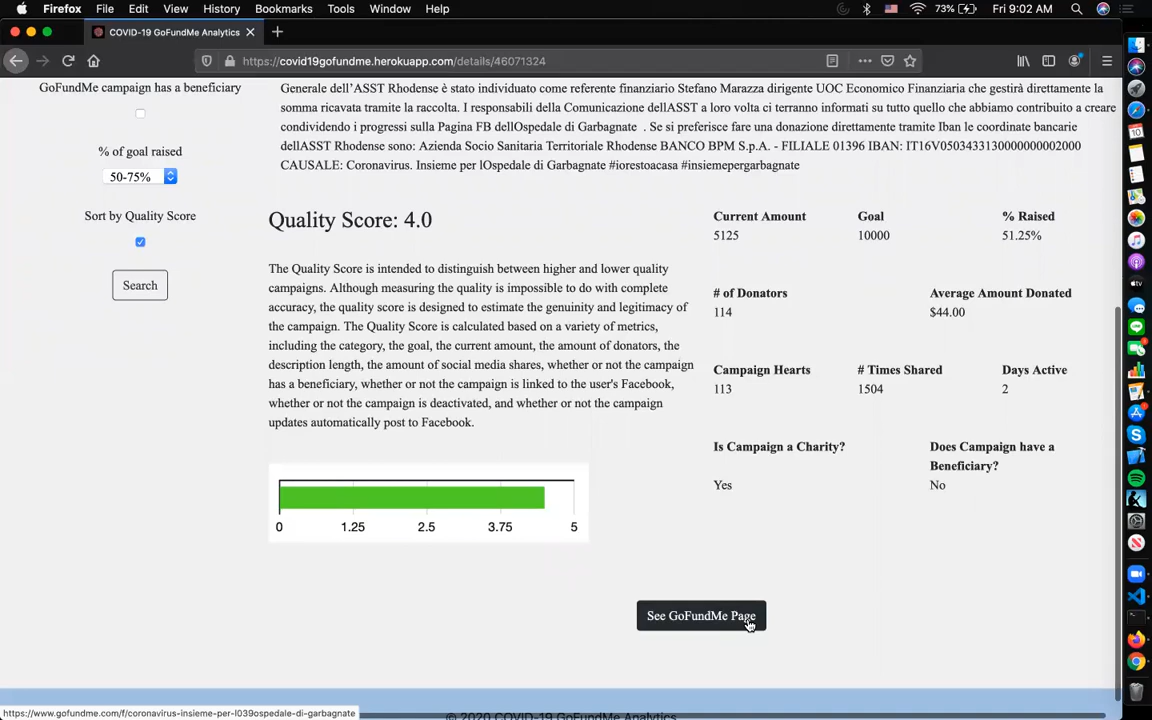 Firefox File Edit View History Bookmarks Tools Window Help 73% Fri 9:02 AM
COVID-19 GoFundMe Analytics
https://covid19gofundme.herokuapp.com/details/46071324
GoFundMe campaign has a beneficiary
% of goal raised
50-75%
Sort by Quality Score
Search
Generale dell'ASST Rhodense è stato individuato come referente finanziario Stefano Marazza dirigente UOC Economico Finanziaria che gestirà direttamente la
somma ricavata tramite la raccolta. I responsabili della Comunicazione dellASST a loro volta ci terranno informati su tutto quello che abbiamo contribuito a creare
condividendo i progressi sulla Pagina FB dellOspedale di Garbagnate . Se si preferisce fare una donazione direttamente tramite Iban le coordinate bancarie
dellASST Rhodense sono: Azienda Socio Sanitaria Territoriale Rhodense BANCO BPM S.p.A. - FILIALE 01396 IBAN: IT16V0503433130000000002000
CAUSALE: Coronavirus. Insieme per lOspedale di Garbagnate #iorestoacasa #insiemepergarbagnate
Quality Score: 4.0
The Quality Score is intended to distinguish between higher and lower quality
campaigns. Although measuring the quality is impossible to do with complete
accuracy, the quality score is designed to estimate the genuinity and legitimacy of
the campaign. The Quality Score is calculated based on a variety of metrics,
including the category, the goal, the current amount, the amount of donators, the
description length, the amount of social media shares, whether or not the campaign
has a beneficiary, whether or not the campaign is linked to the user's Facebook,
whether or not the campaign is deactivated, and whether or not the campaign
updates automatically post to Facebook.
0 1.25 2.5 3.75 5
Current Amount Goal % Raised
5125 10000 51.25%
# of Donators Average Amount Donated
114 $44.00
Campaign Hearts # Times Shared Days Active
113 1504 2
Is Campaign a Charity? Does Campaign have a
Beneficiary?
Yes No
See GoFundMe Page
https://www.gofundme.com/f/coronavirus-insieme-per-l039ospedale-di-garbagnate
© 2020 COVID-19 GoFundMe Analytics